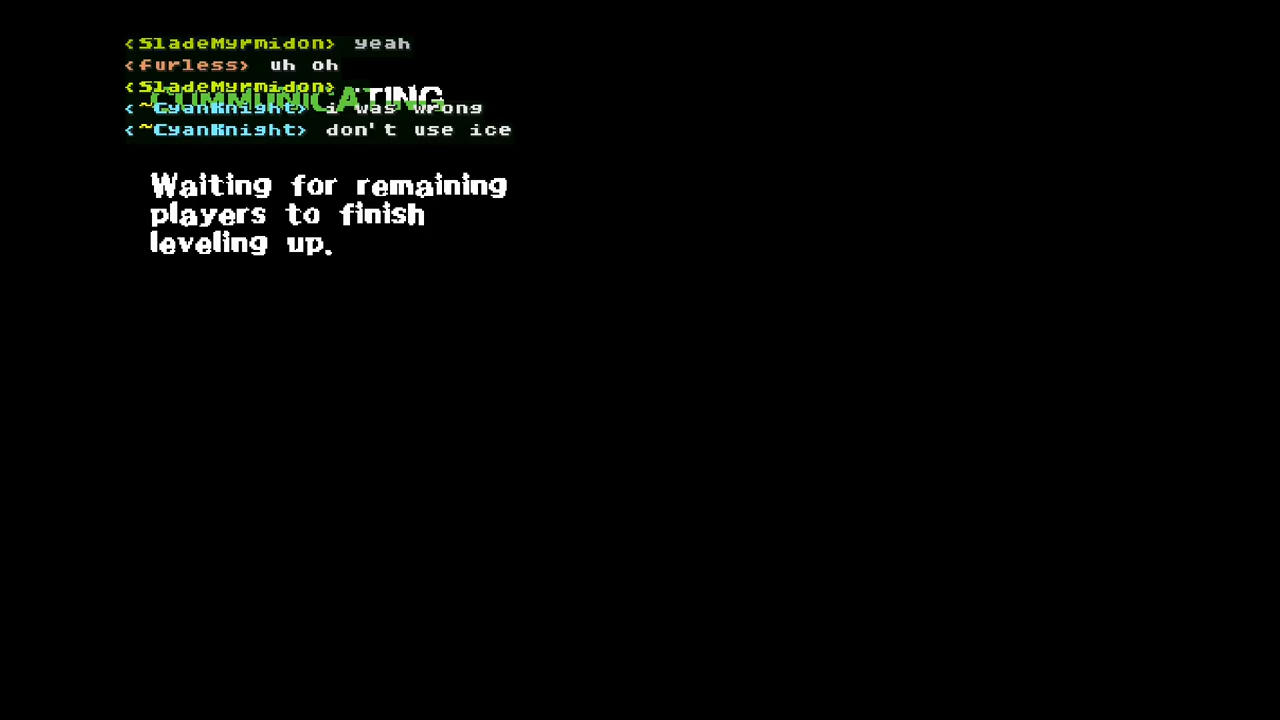 <SladeMyrmidon> yeah
<furless> uh oh
<SladeMyrmidon>
COMMUNICATING
<~CyanKnight> i was wrong
<~CyanKnight> don't use ice
Waiting for remaining
players to finish
leveling up.